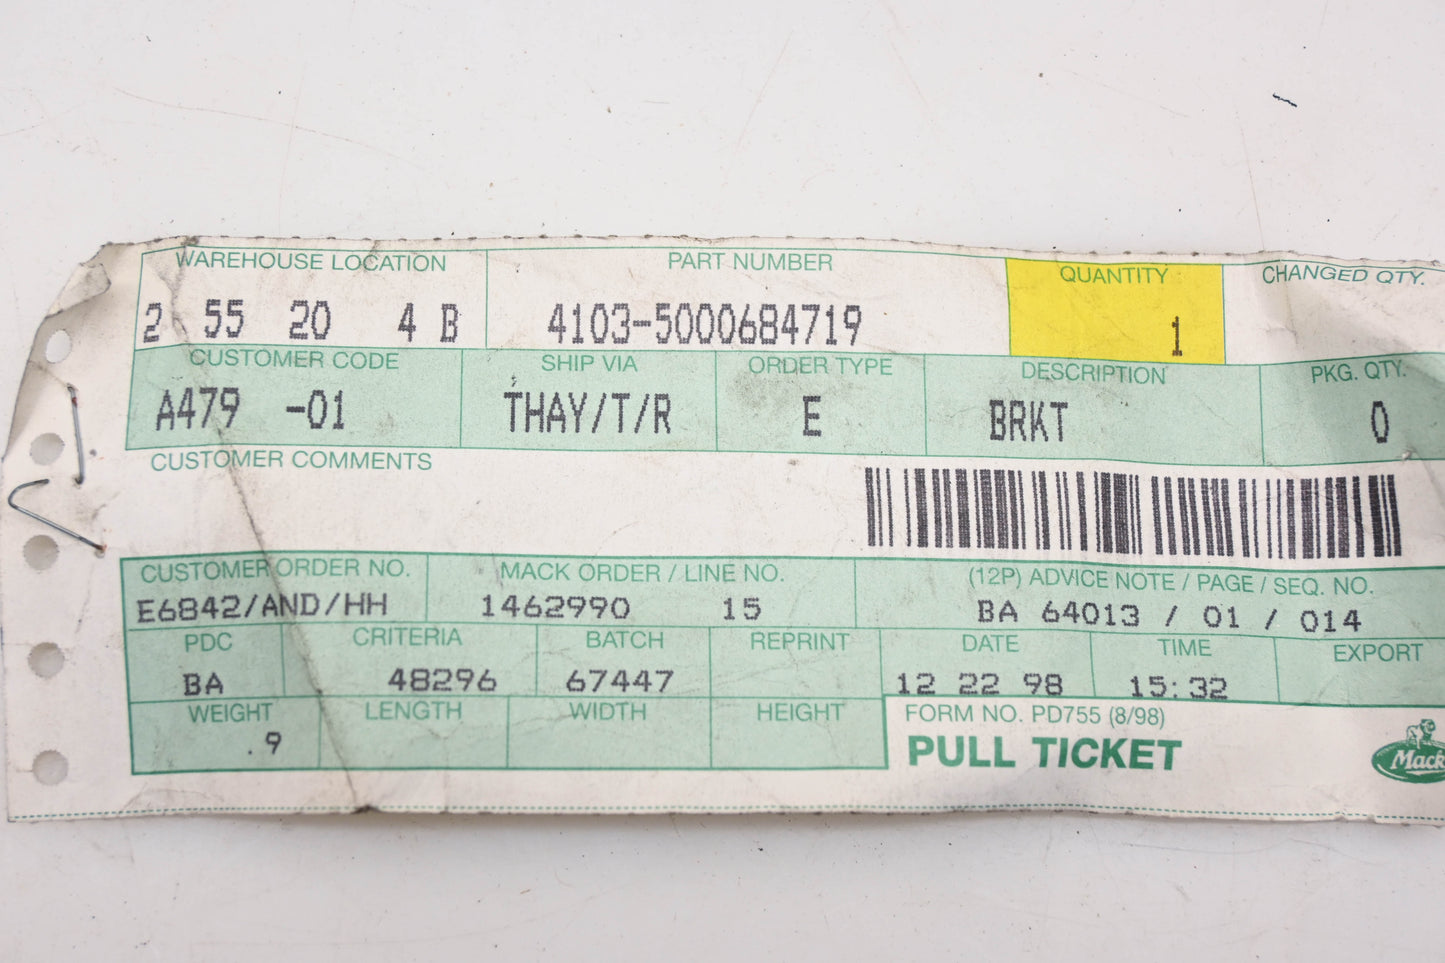 WAREHOUSE LOCATION PART NUMBER QUANTITY CHANGED QTY.
2 55 20 4 B 4103-5000684719 1
CUSTOMER CODE SHIP VIA ORDER TYPE DESCRIPTION PKG. QTY.
A479 -01 THAY/T/R E BRKT 0
CUSTOMER COMMENTS
CUSTOMER ORDER NO. MACK ORDER / LINE NO. (12P) ADVICE NOTE / PAGE / SEQ. NO.
E6842/AND/HH 1462990 15 BA 64013 / 01 / 014
PDC CRITERIA BATCH REPRINT DATE TIME EXPORT
BA 48296 67447 12 22 98 15:32
WEIGHT LENGTH WIDTH HEIGHT FORM NO. PD755 (8/98)
.9 PULL TICKET Mack